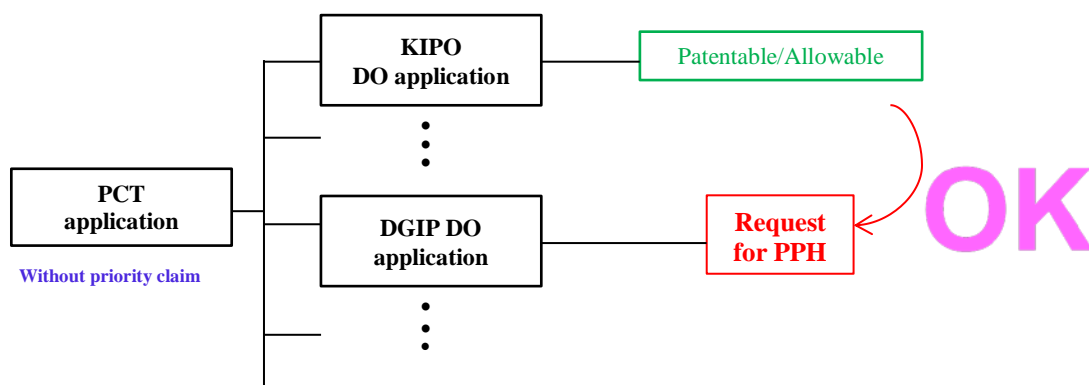 KIPO
DO application
Patentable/Allowable
PCT
application
Without priority claim
DGIP DO
application
Request
for PPH
OK